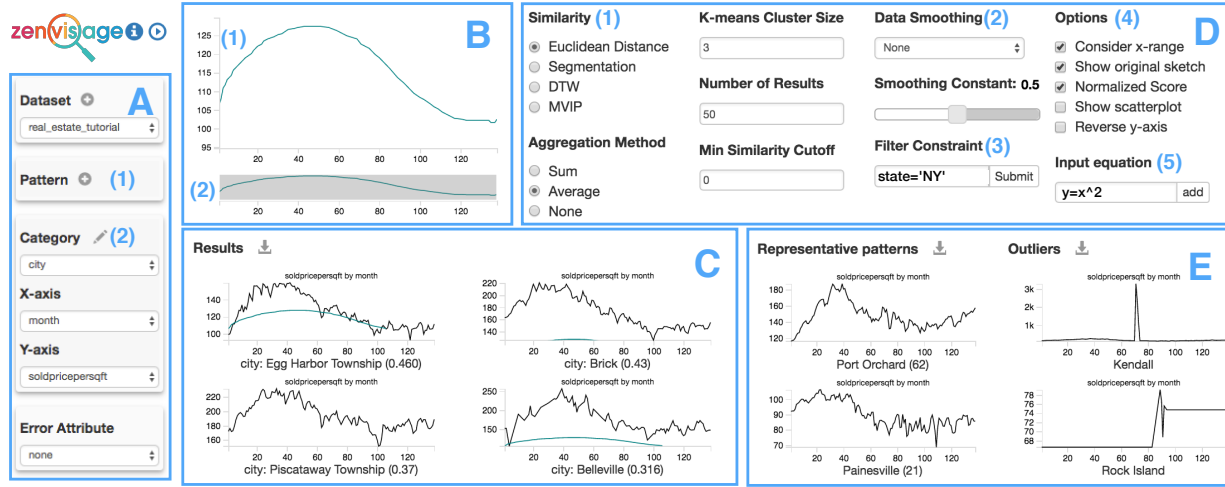 zenvisage i
A
Dataset
real_estate_tutorial
Pattern (1)
Category (2)
city
X-axis
month
Y-axis
soldpricepersqft
Error Attribute
none
B
(1)
125
120
115
110
105
100
95
20 40 60 80 100 120
(2)
20 40 60 80 100 120
D
Similarity (1)
Euclidean Distance
Segmentation
DTW
MVIP
Aggregation Method
Sum
Average
None
K-means Cluster Size
3
Number of Results
50
Min Similarity Cutoff
0
Data Smoothing (2)
None
Smoothing Constant: 0.5
Filter Constraint (3)
state='NY' Submit
Options (4)
Consider x-range
Show original sketch
Normalized Score
Show scatterplot
Reverse y-axis
Input equation (5)
y=x^2 add
C
Results
soldpricepersqft by month
140
120
100
20 40 60 80 100 120
city: Egg Harbor Township (0.460)
soldpricepersqft by month
220
200
180
160
140
20 40 60 80 100 120
city: Brick (0.43)
soldpricepersqft by month
220
200
180
160
20 40 60 80 100 120
city: Piscataway Township (0.37)
soldpricepersqft by month
250
200
150
20 40 60 80 100 120
city: Belleville (0.316)
E
Representative patterns Outliers
soldpricepersqft by month
180
160
140
120
20 40 60 80 100 120
Port Orchard (62)
soldpricepersqft by month
3k
2k
1k
20 40 60 80 100 120
Kendall
soldpricepersqft by month
100
90
80
70
20 40 60 80 100 120
Painesville (21)
soldpricepersqft by month
78
76
74
72
70
68
20 40 60 80 100 120
Rock Island